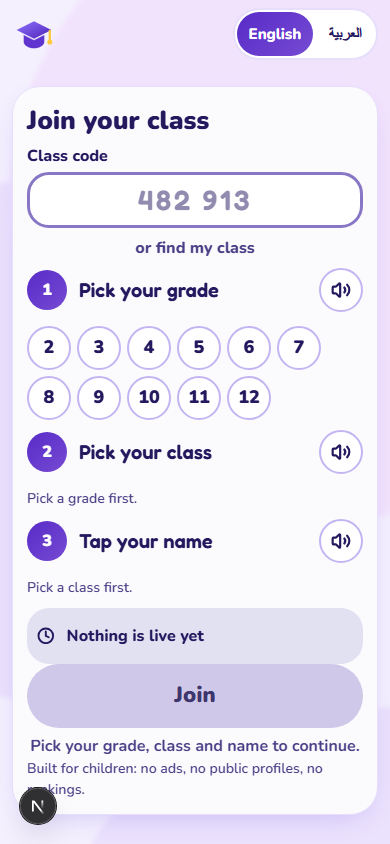 English
العربية
Join your class
Class code
482 913
or find my class
1 Pick your grade
2 3 4 5 6 7
8 9 10 11 12
2 Pick your class
Pick a grade first.
3 Tap your name
Pick a class first.
Nothing is live yet
Join
Pick your grade, class and name to continue.
Built for children: no ads, no public profiles, no
N